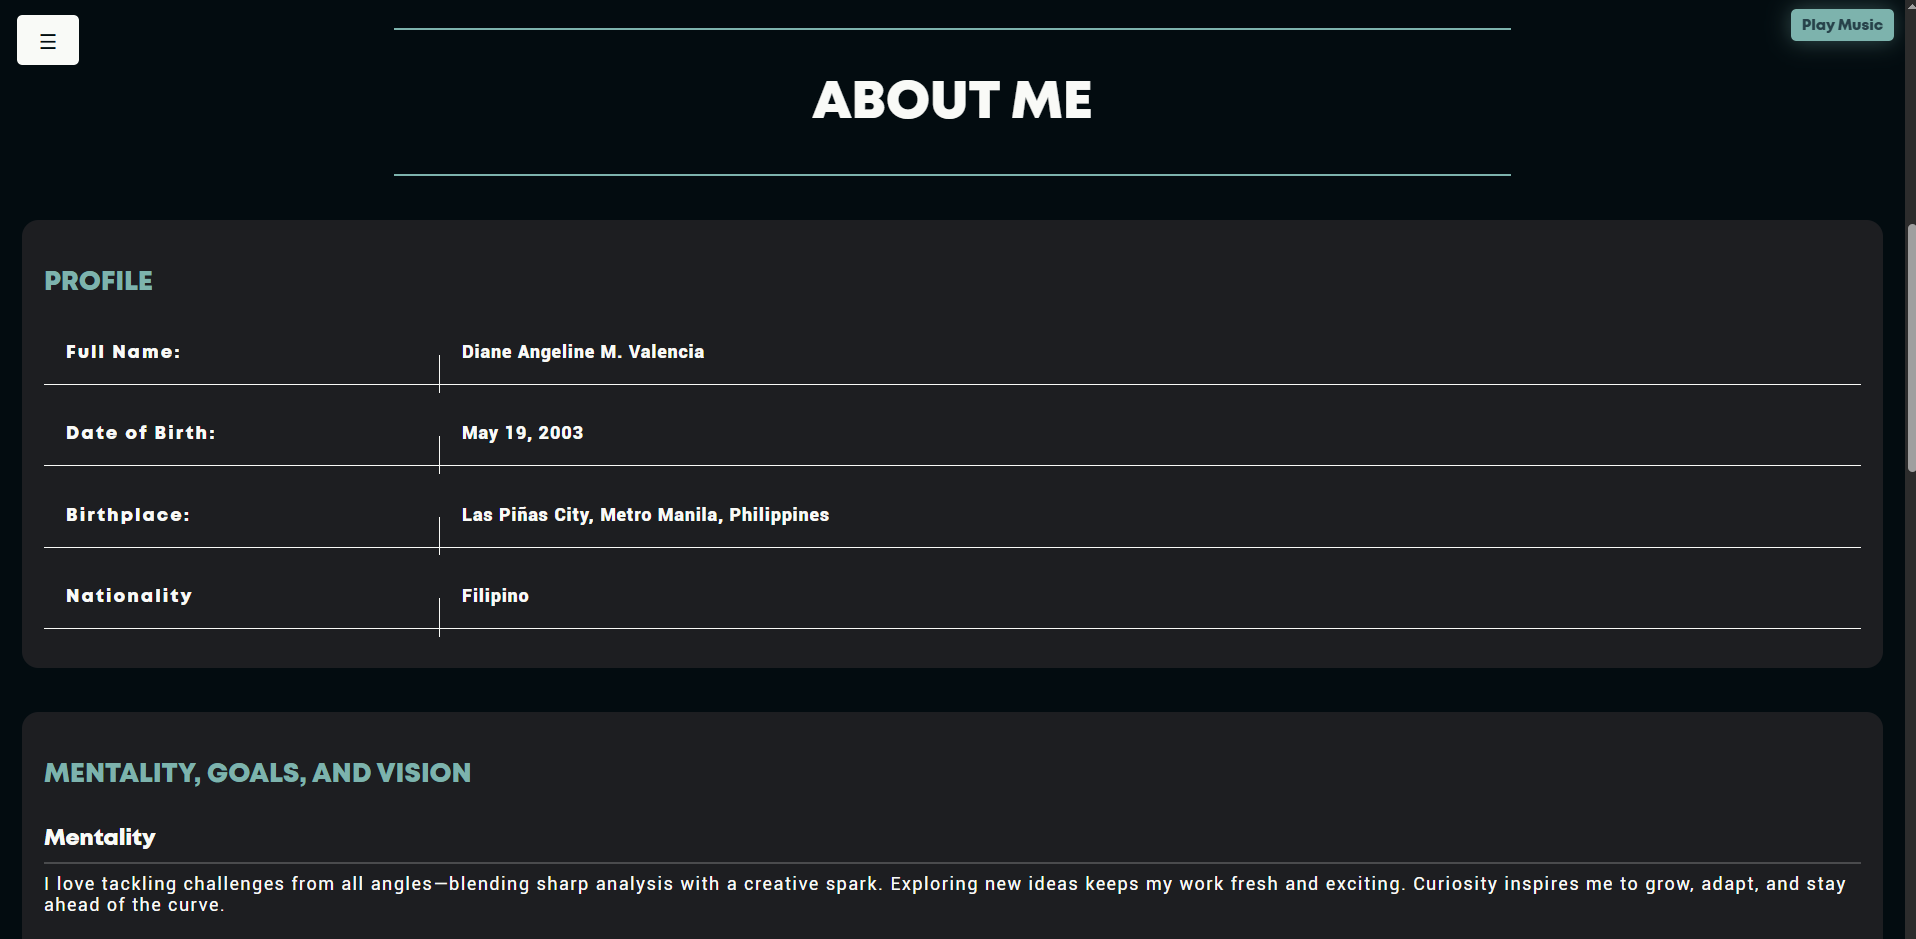 ☰
Play Music
ABOUT ME
PROFILE
Full Name: Diane Angeline M. Valencia
Date of Birth: May 19, 2003
Birthplace: Las Piñas City, Metro Manila, Philippines
Nationality Filipino
MENTALITY, GOALS, AND VISION
Mentality
I love tackling challenges from all angles—blending sharp analysis with a creative spark. Exploring new ideas keeps my work fresh and exciting. Curiosity inspires me to grow, adapt, and stay
ahead of the curve.